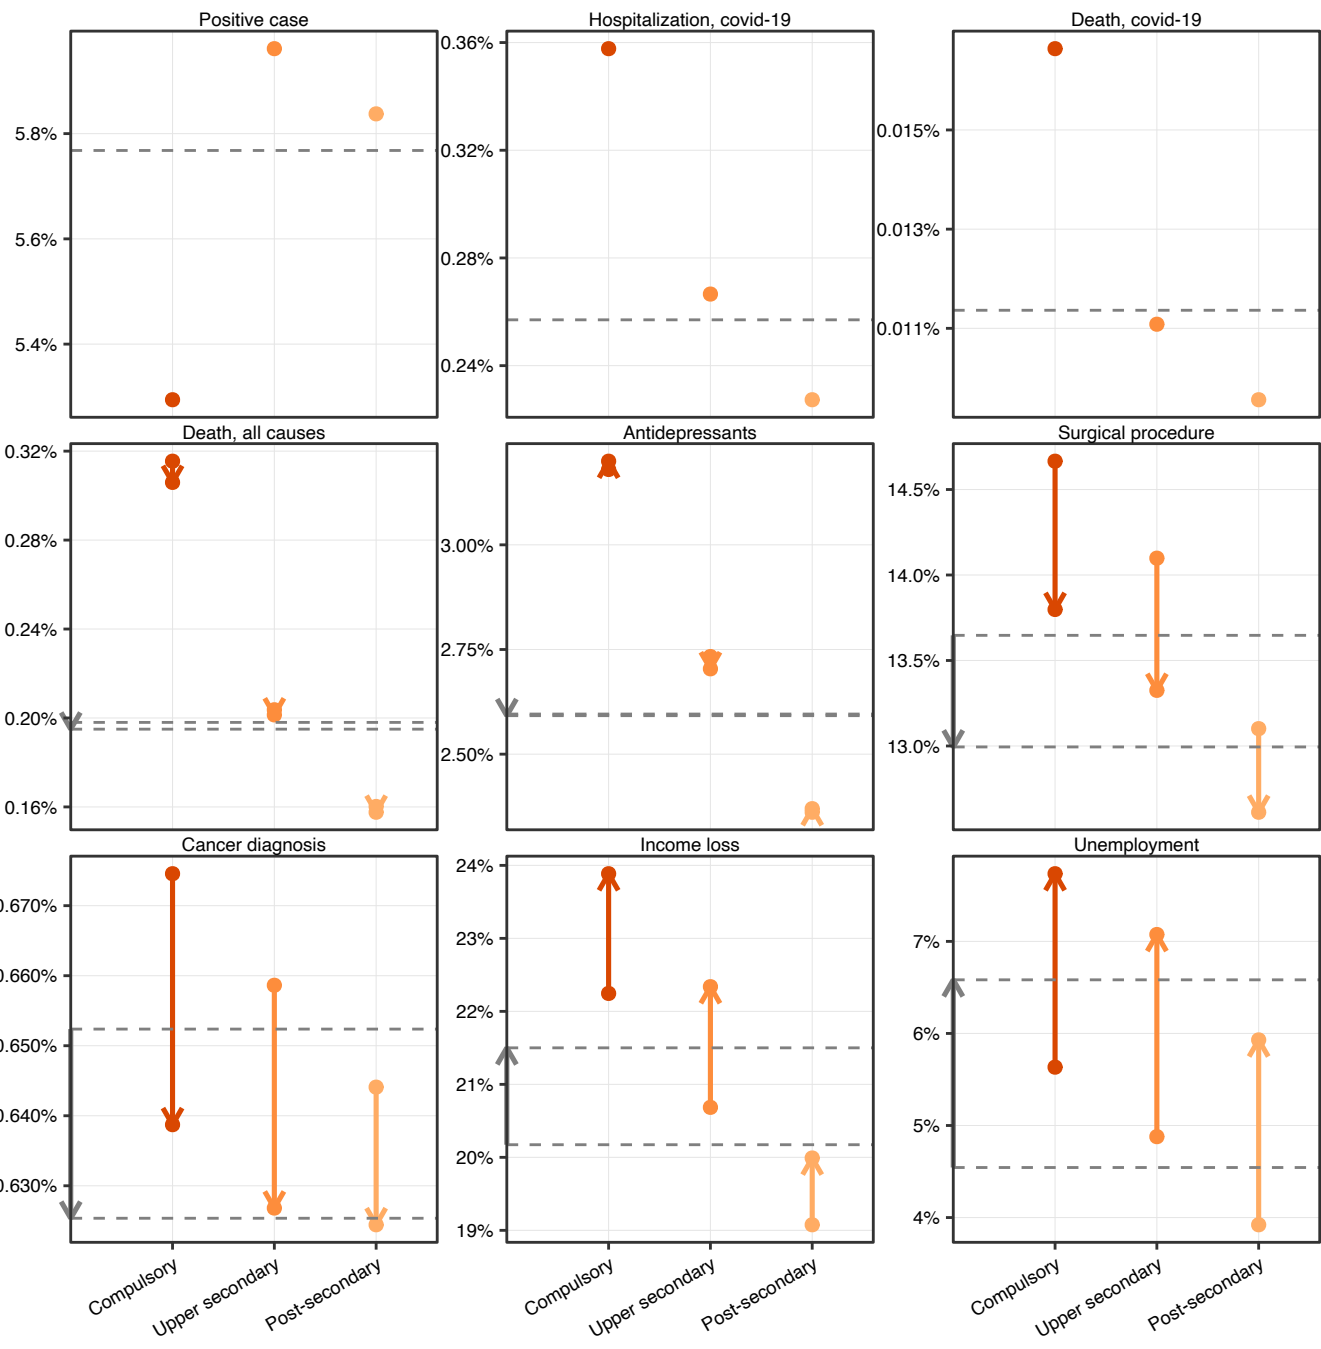 Positive case
Hospitalization, covid-19
Death, covid-19
5.8%
5.6%
5.4%
0.36%
0.32%
0.28%
0.24%
0.015%
0.013%
0.011%
Death, all causes
Antidepressants
Surgical procedure
0.32%
0.28%
0.24%
0.20%
0.16%
3.00%
2.75%
2.50%
14.5%
14.0%
13.5%
13.0%
Cancer diagnosis
Income loss
Unemployment
0.670%
0.660%
0.650%
0.640%
0.630%
24%
23%
22%
21%
20%
19%
7%
6%
5%
4%
Compulsory
Upper secondary
Post-secondary
Compulsory
Upper secondary
Post-secondary
Compulsory
Upper secondary
Post-secondary